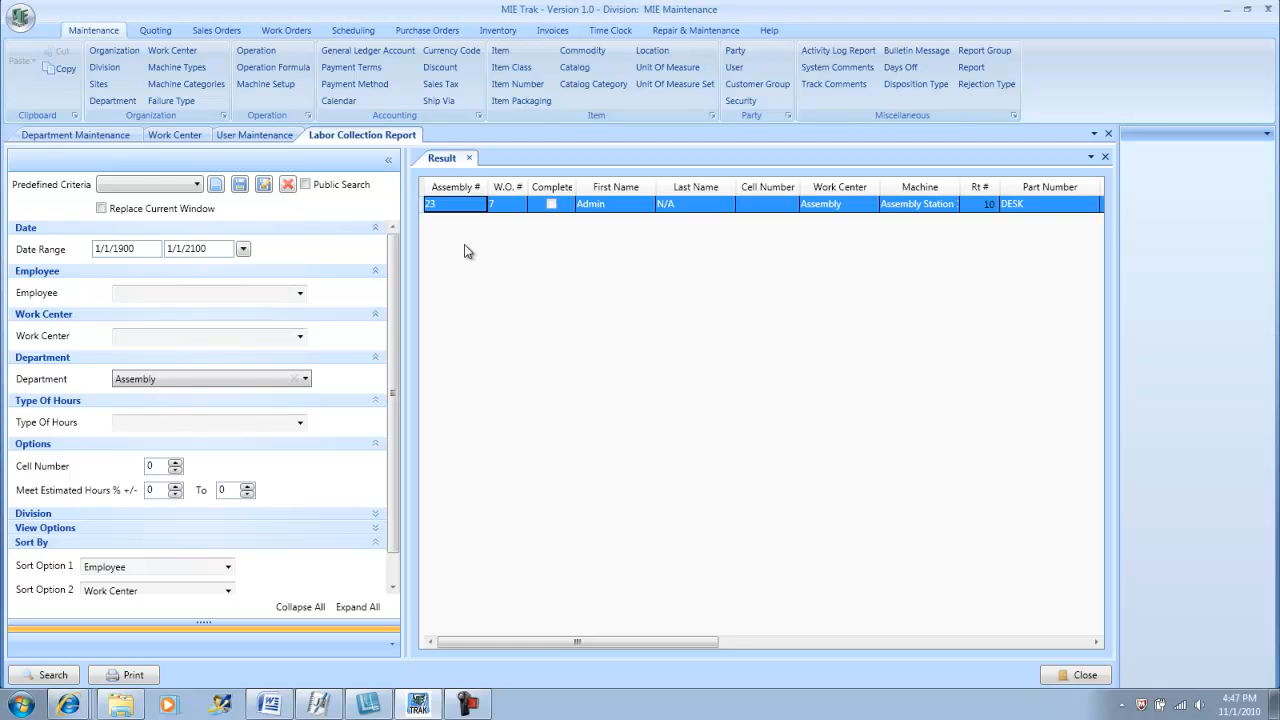 MIE Trak - Version 1.0 - Division: MIE Maintenance
Maintenance Quoting Sales Orders Work Orders Scheduling Purchase Orders Inventory Invoices Time Clock Repair & Maintenance Help
Paste Cut Organization Work Center Operation General Ledger Account Currency Code Item Commodity Location Party Activity Log Report Bulletin Message Report Group
Copy Division Machine Types Operation Formula Payment Terms Discount Item Class Catalog Unit Of Measure User System Comments Days Off Report
Sites Machine Categories Machine Setup Payment Method Sales Tax Item Number Catalog Category Unit Of Measure Set Customer Group Track Comments Disposition Type Rejection Type
Department Failure Type Calendar Ship Via Item Packaging Security
Clipboard Organization Operation Accounting Item Party Miscellaneous
Department Maintenance Work Center User Maintenance Labor Collection Report
Result
Predefined Criteria Public Search
Replace Current Window
Assembly # W.O. # Complete First Name Last Name Cell Number Work Center Machine Rt # Part Number
23 7 Admin N/A Assembly Assembly Station 10 DESK
Date
Date Range 1/1/1900 1/1/2100
Employee
Employee
Work Center
Work Center
Department
Department Assembly
Type Of Hours
Type Of Hours
Options
Cell Number 0
Meet Estimated Hours % +/- 0 To 0
Division
View Options
Sort By
Sort Option 1 Employee
Sort Option 2 Work Center
Collapse All Expand All
Search Print Close
4:47 PM
11/1/2010